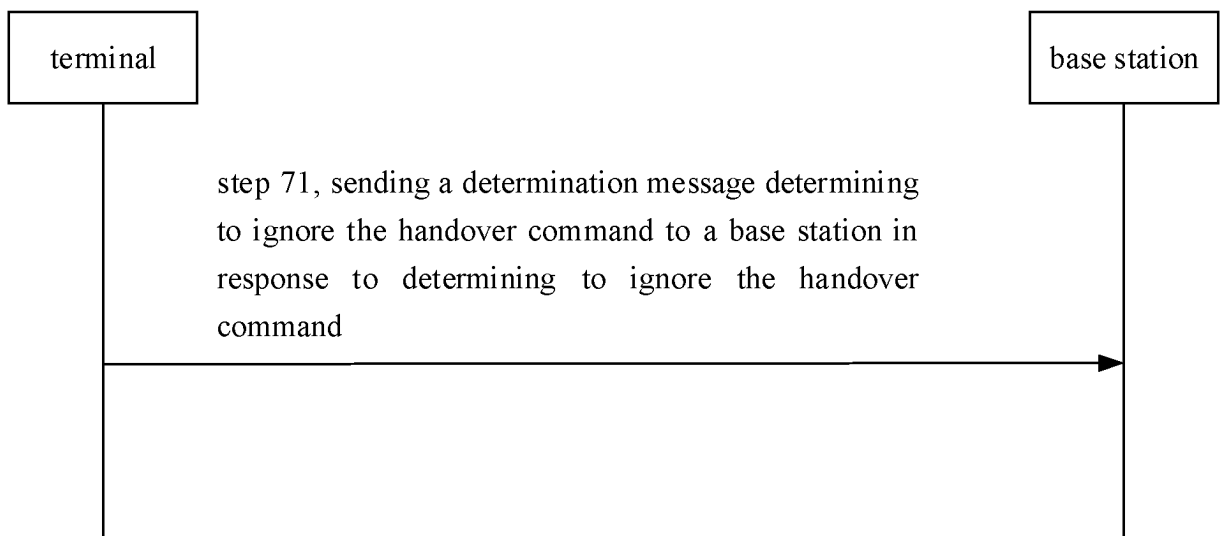 terminal
base station
step 71, sending a determination message determining
to ignore the handover command to a base station in
response to determining to ignore the handover
command